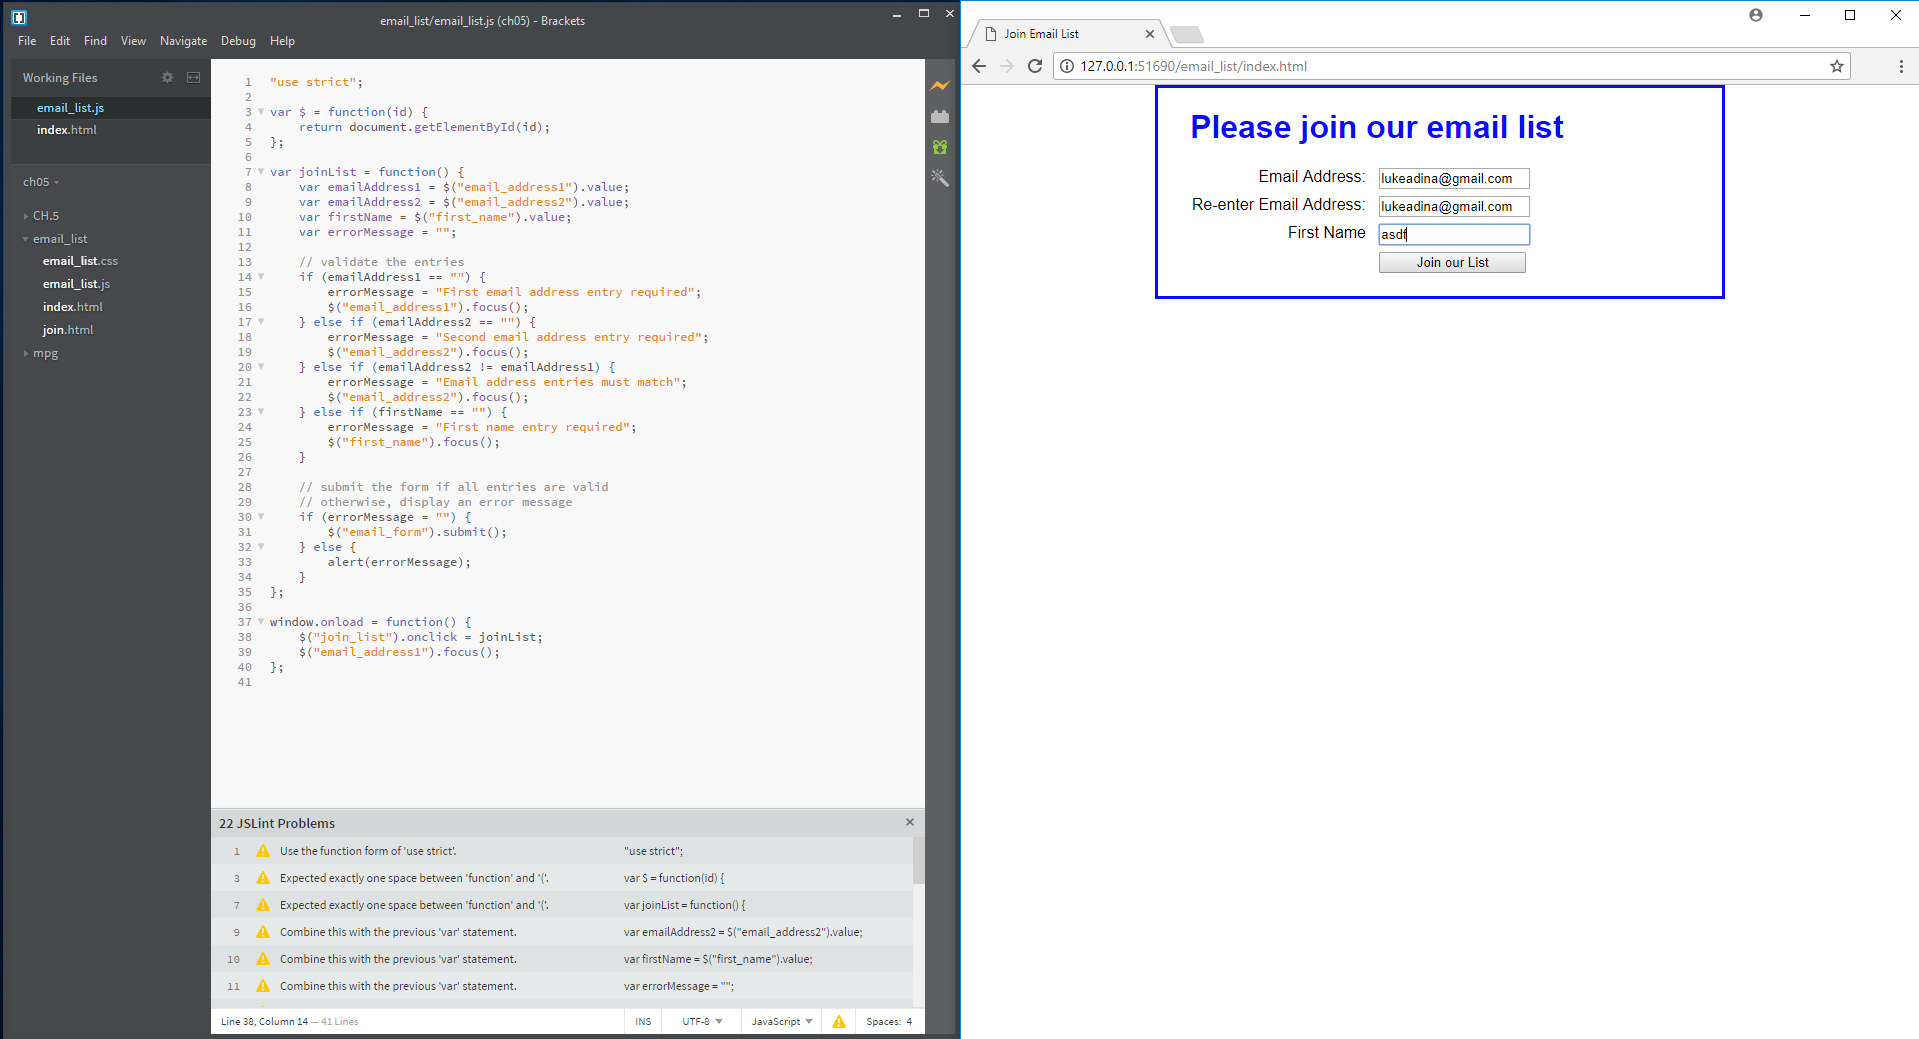 email_list/email_list.js (ch05) - Brackets
File Edit Find View Navigate Debug Help
Working Files
email_list.js
index.html
ch05
CH.5
email_list
email_list.css
email_list.js
index.html
join.html
mpg
1 "use strict";
2
3 var $ = function(id) {
4     return document.getElementById(id);
5 };
6
7 var joinList = function() {
8     var emailAddress1 = $("email_address1").value;
9     var emailAddress2 = $("email_address2").value;
10     var firstName = $("first_name").value;
11     var errorMessage = "";
12
13     // validate the entries
14     if (emailAddress1 == "") {
15         errorMessage = "First email address entry required";
16         $("email_address1").focus();
17     } else if (emailAddress2 == "") {
18         errorMessage = "Second email address entry required";
19         $("email_address2").focus();
20     } else if (emailAddress2 != emailAddress1) {
21         errorMessage = "Email address entries must match";
22         $("email_address2").focus();
23     } else if (firstName == "") {
24         errorMessage = "First name entry required";
25         $("first_name").focus();
26     }
27
28     // submit the form if all entries are valid
29     // otherwise, display an error message
30     if (errorMessage = "") {
31         $("email_form").submit();
32     } else {
33         alert(errorMessage);
34     }
35 };
36
37 window.onload = function() {
38     $("join_list").onclick = joinList;
39     $("email_address1").focus();
40 };
41
22 JSLint Problems
1 Use the function form of 'use strict'. "use strict";
3 Expected exactly one space between 'function' and '('. var $ = function(id) {
7 Expected exactly one space between 'function' and '('. var joinList = function() {
9 Combine this with the previous 'var' statement. var emailAddress2 = $("email_address2").value;
10 Combine this with the previous 'var' statement. var firstName = $("first_name").value;
11 Combine this with the previous 'var' statement. var errorMessage = "";
Line 38, Column 14 — 41 Lines INS UTF-8 JavaScript Spaces: 4
Join Email List
127.0.0.1:51690/email_list/index.html
Please join our email list
Email Address: lukeadina@gmail.com
Re-enter Email Address: lukeadina@gmail.com
First Name asdf
Join our List